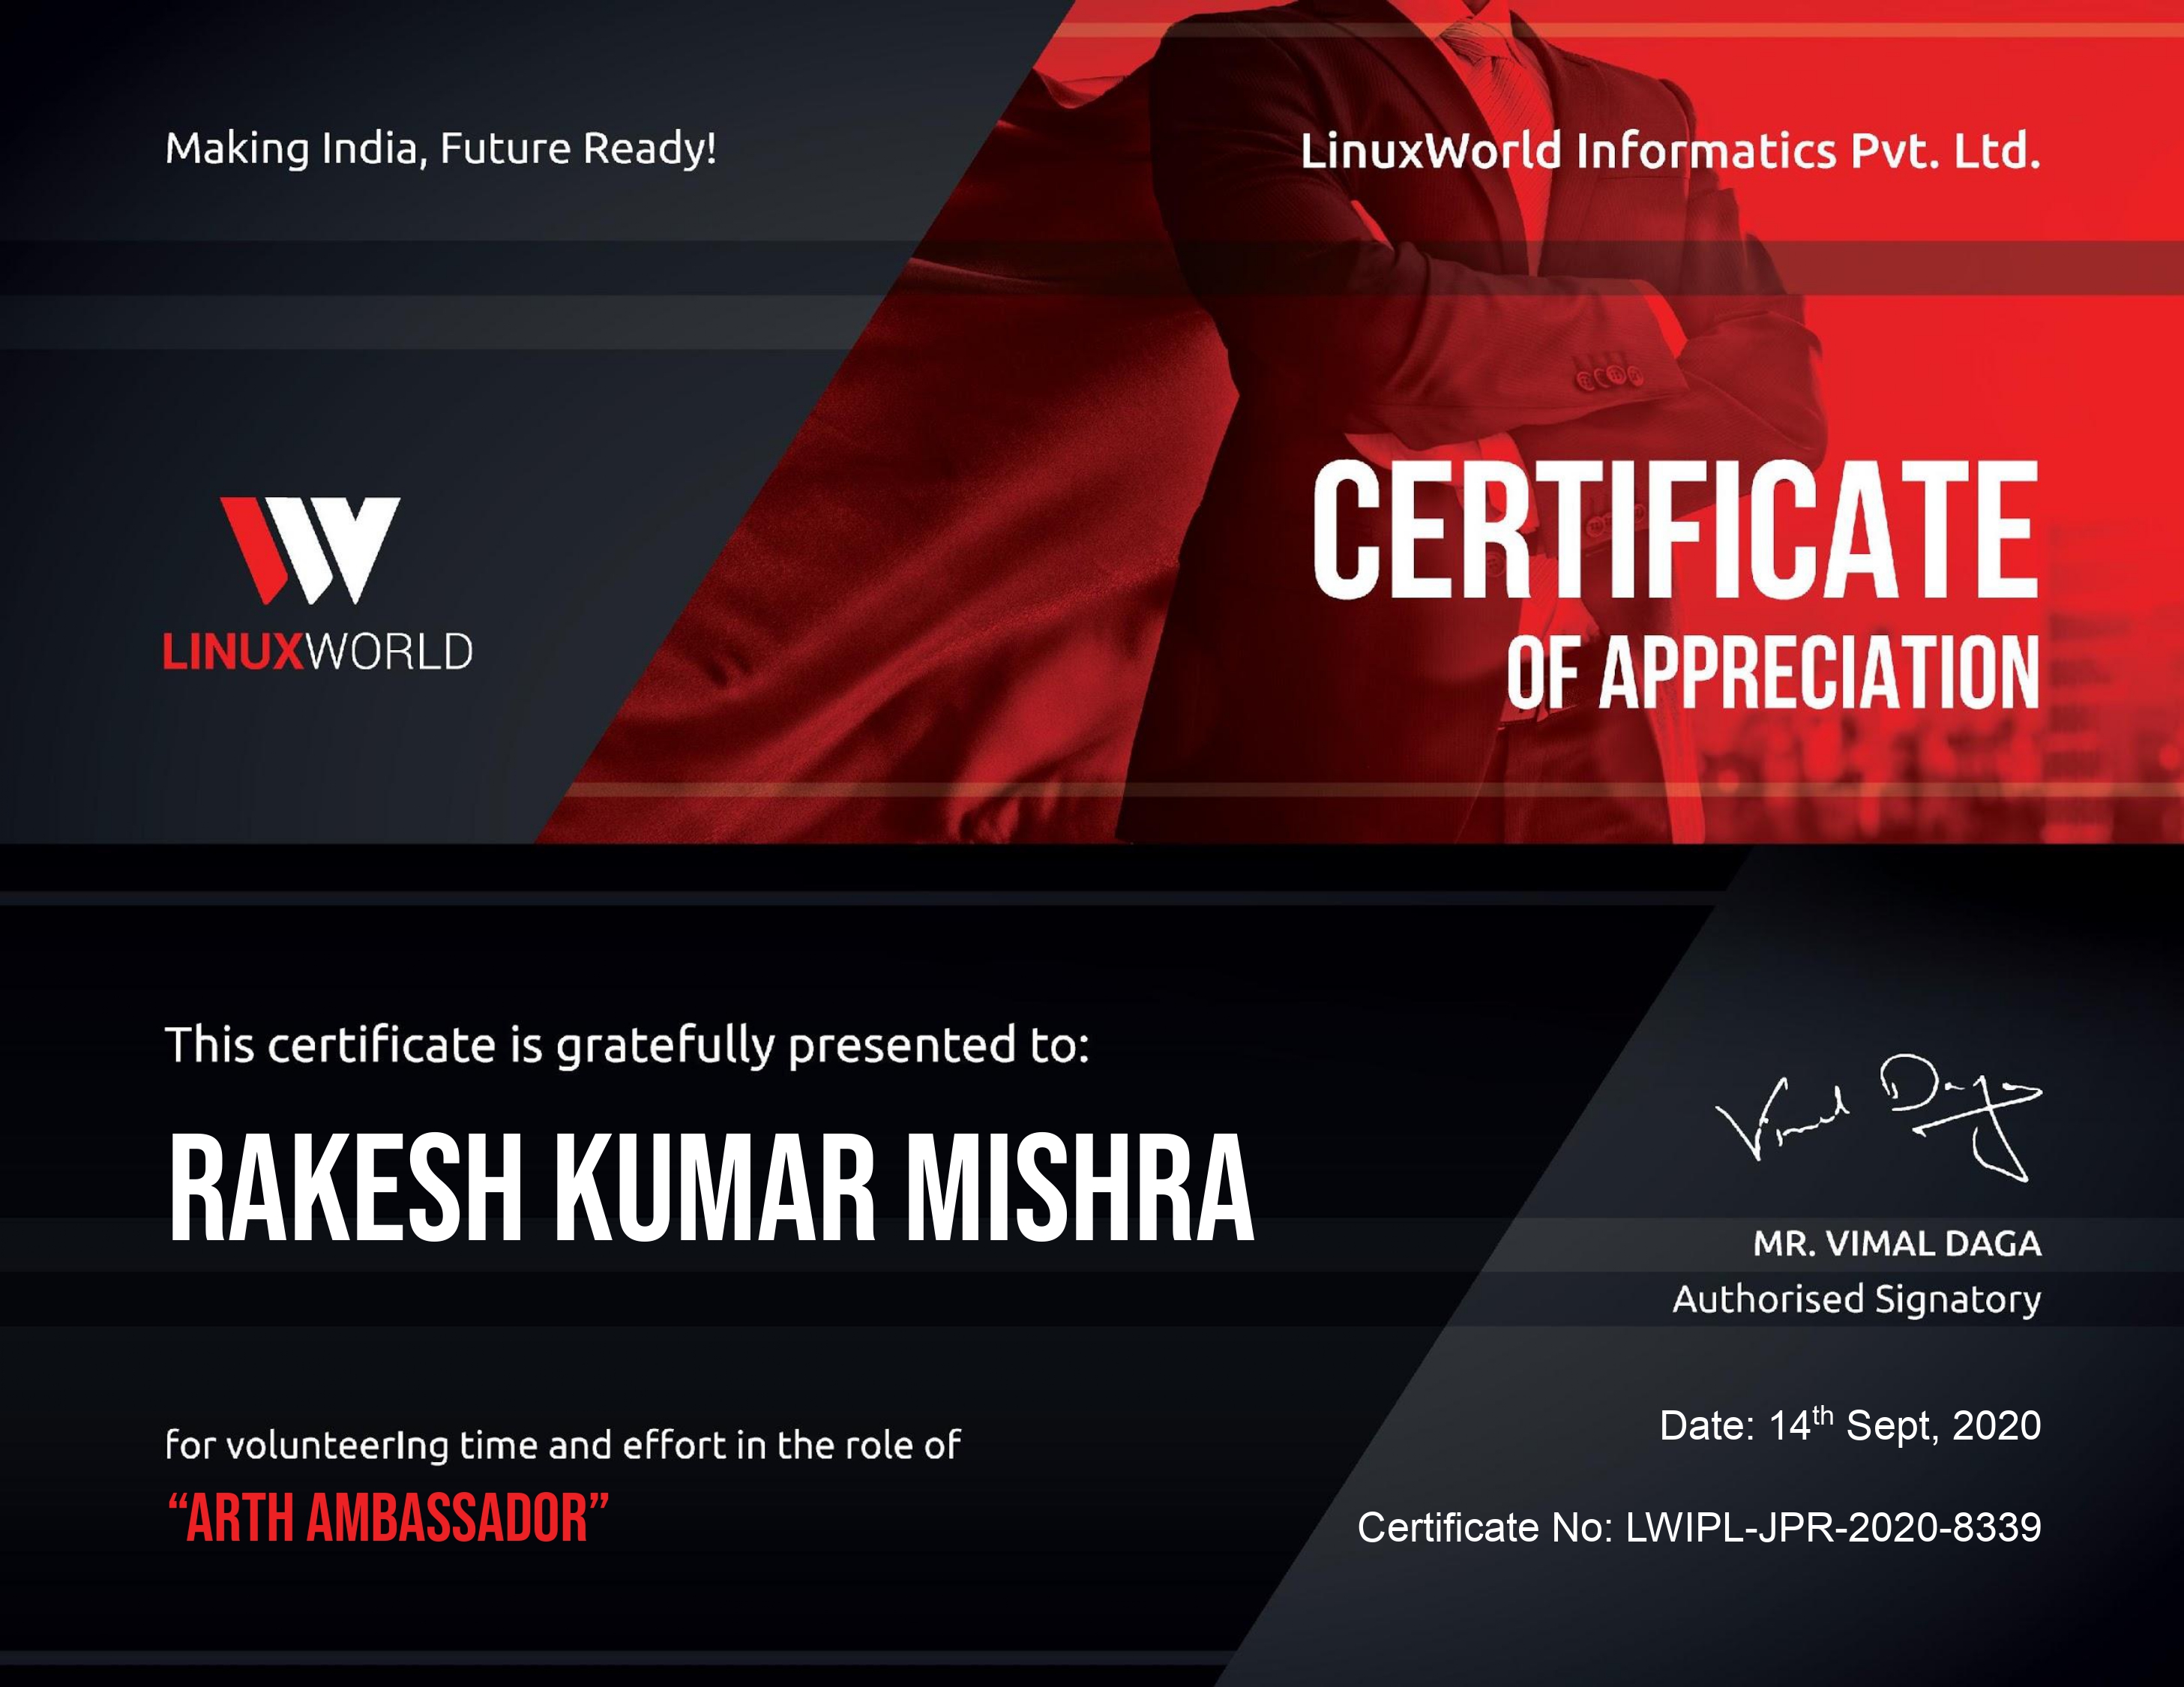 Making India, Future Ready!
LinuxWorld Informatics Pvt. Ltd.
LINUXWORLD
CERTIFICATE
OF APPRECIATION
This certificate is gratefully presented to:
RAKESH KUMAR MISHRA
Vimal Daga
MR. VIMAL DAGA
Authorised Signatory
for volunteerIng time and effort in the role of
“ARTH AMBASSADOR”
Date: 14th Sept, 2020
Certificate No: LWIPL-JPR-2020-8339